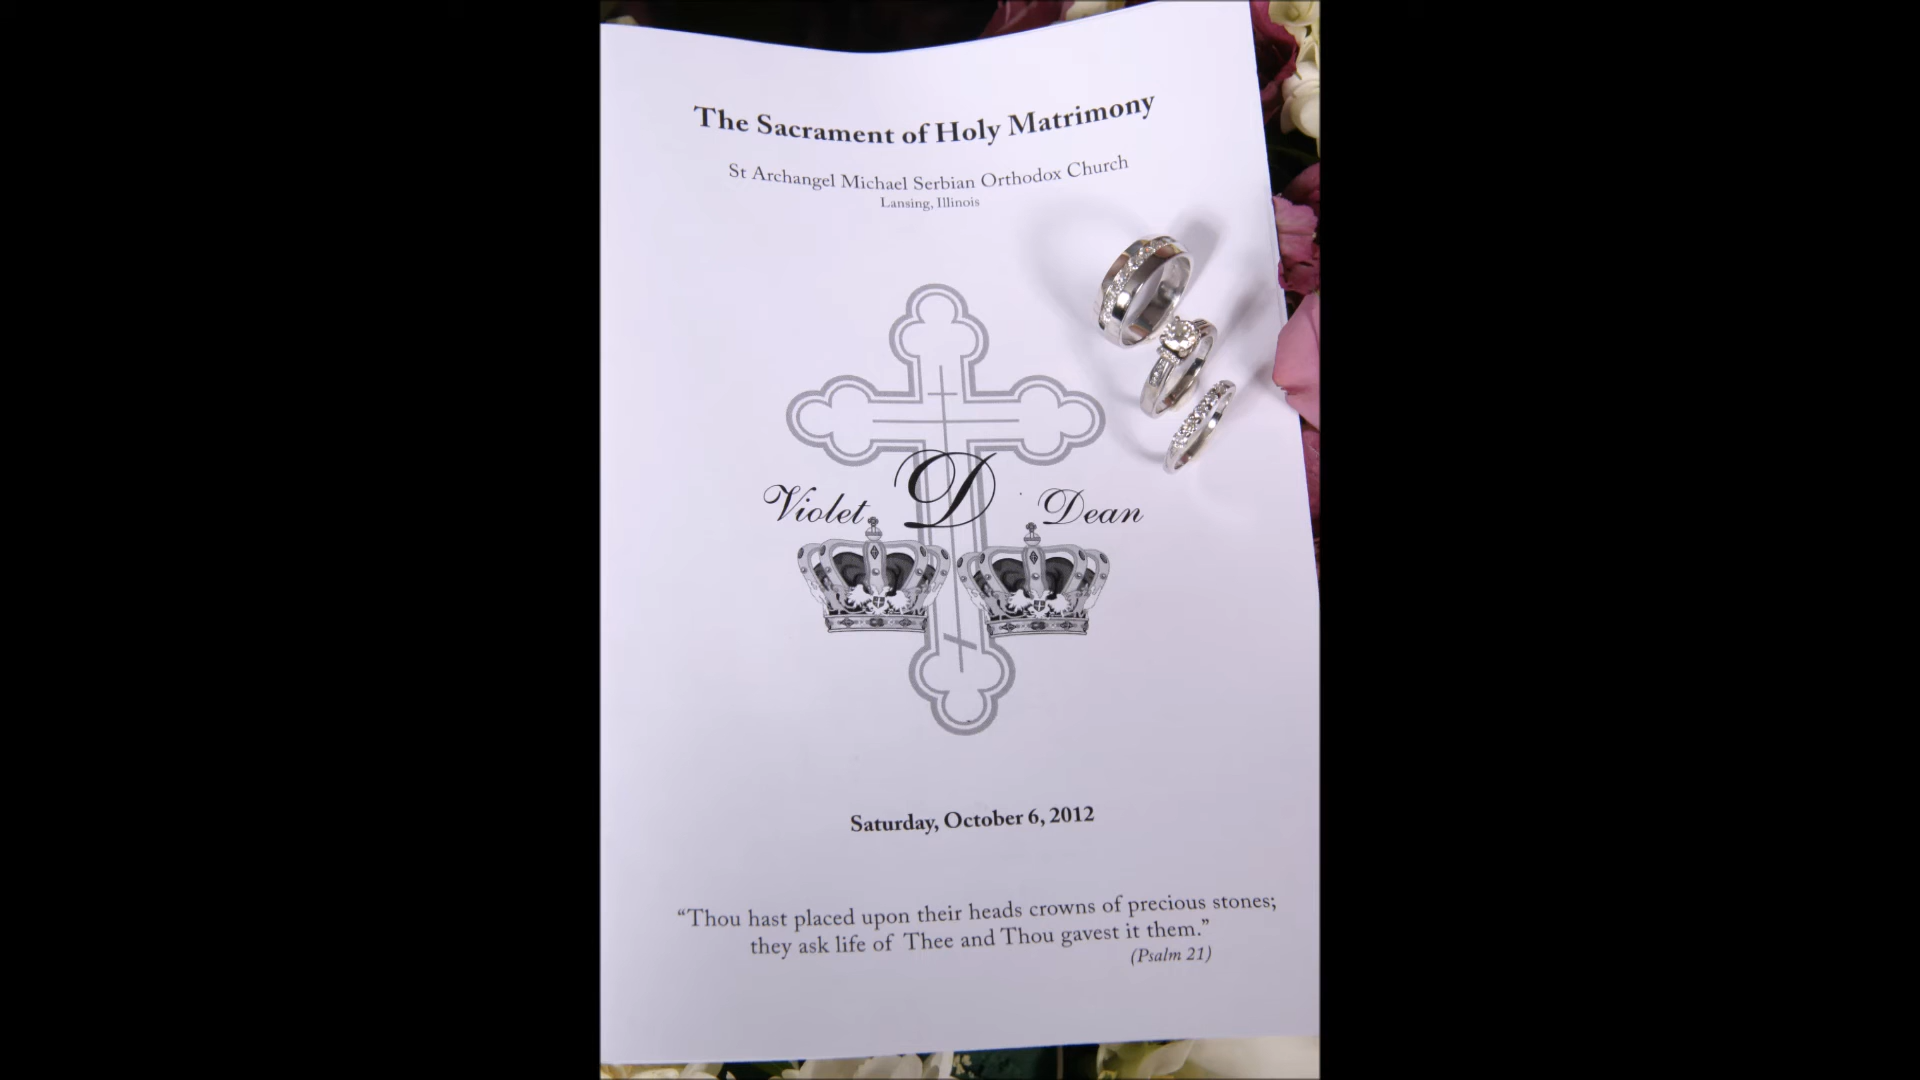 The Sacrament of Holy Matrimony
St Archangel Michael Serbian Orthodox Church
Lansing, Illinois
Violet D Dean
Saturday, October 6, 2012
“Thou hast placed upon their heads crowns of precious stones;
they ask life of Thee and Thou gavest it them.”
(Psalm 21)